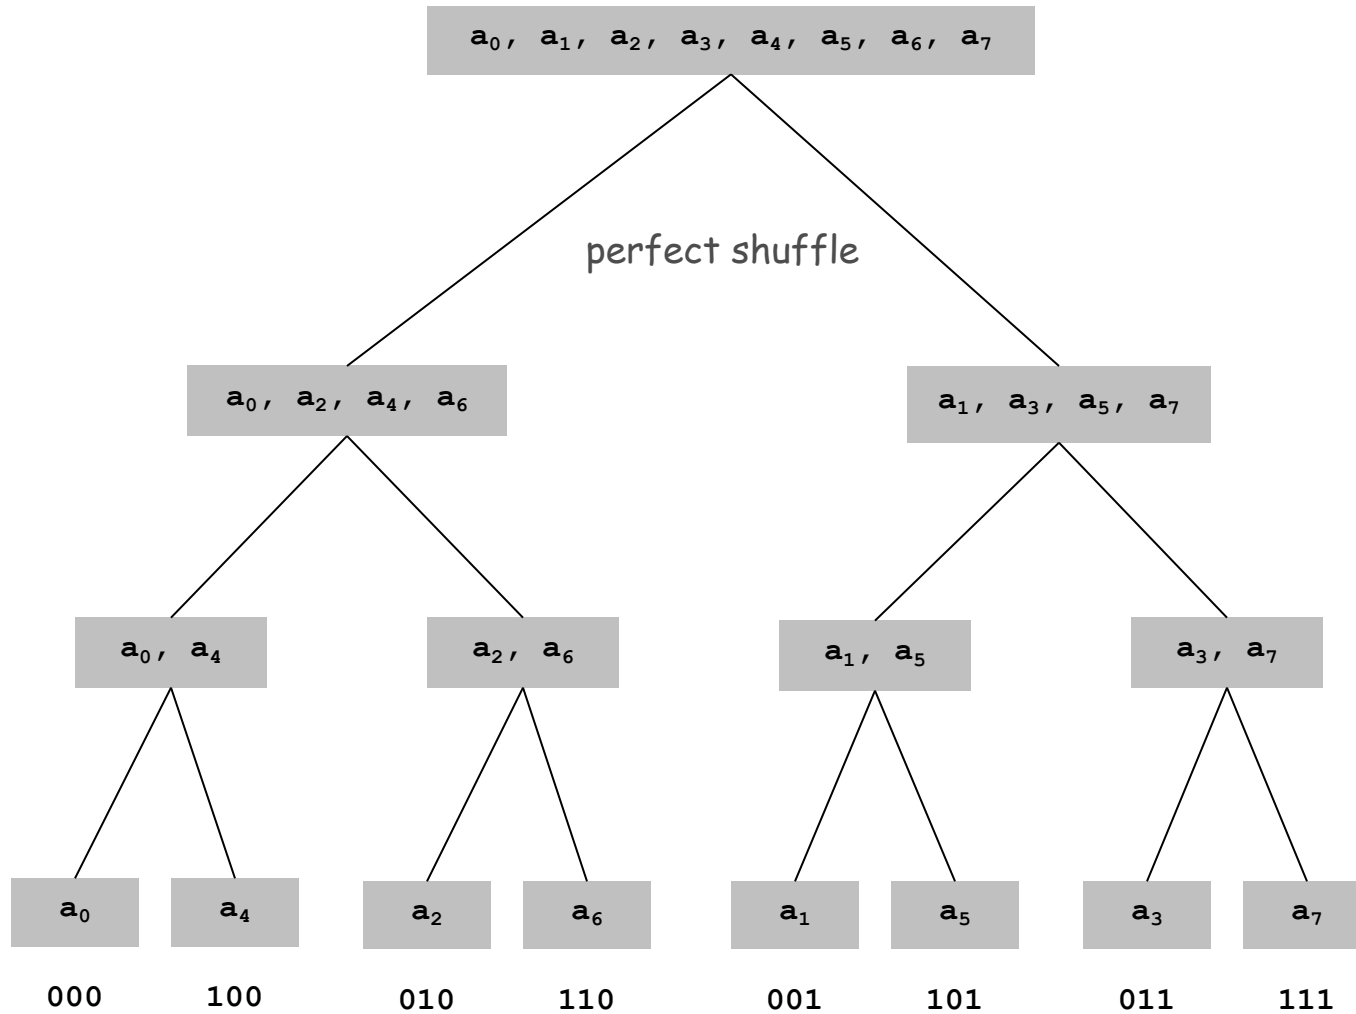 a₀, a₁, a₂, a₃, a₄, a₅, a₆, a₇
perfect shuffle
a₀, a₂, a₄, a₆
a₁, a₃, a₅, a₇
a₀, a₄
a₂, a₆
a₁, a₅
a₃, a₇
a₀
a₄
a₂
a₆
a₁
a₅
a₃
a₇
000
100
010
110
001
101
011
111